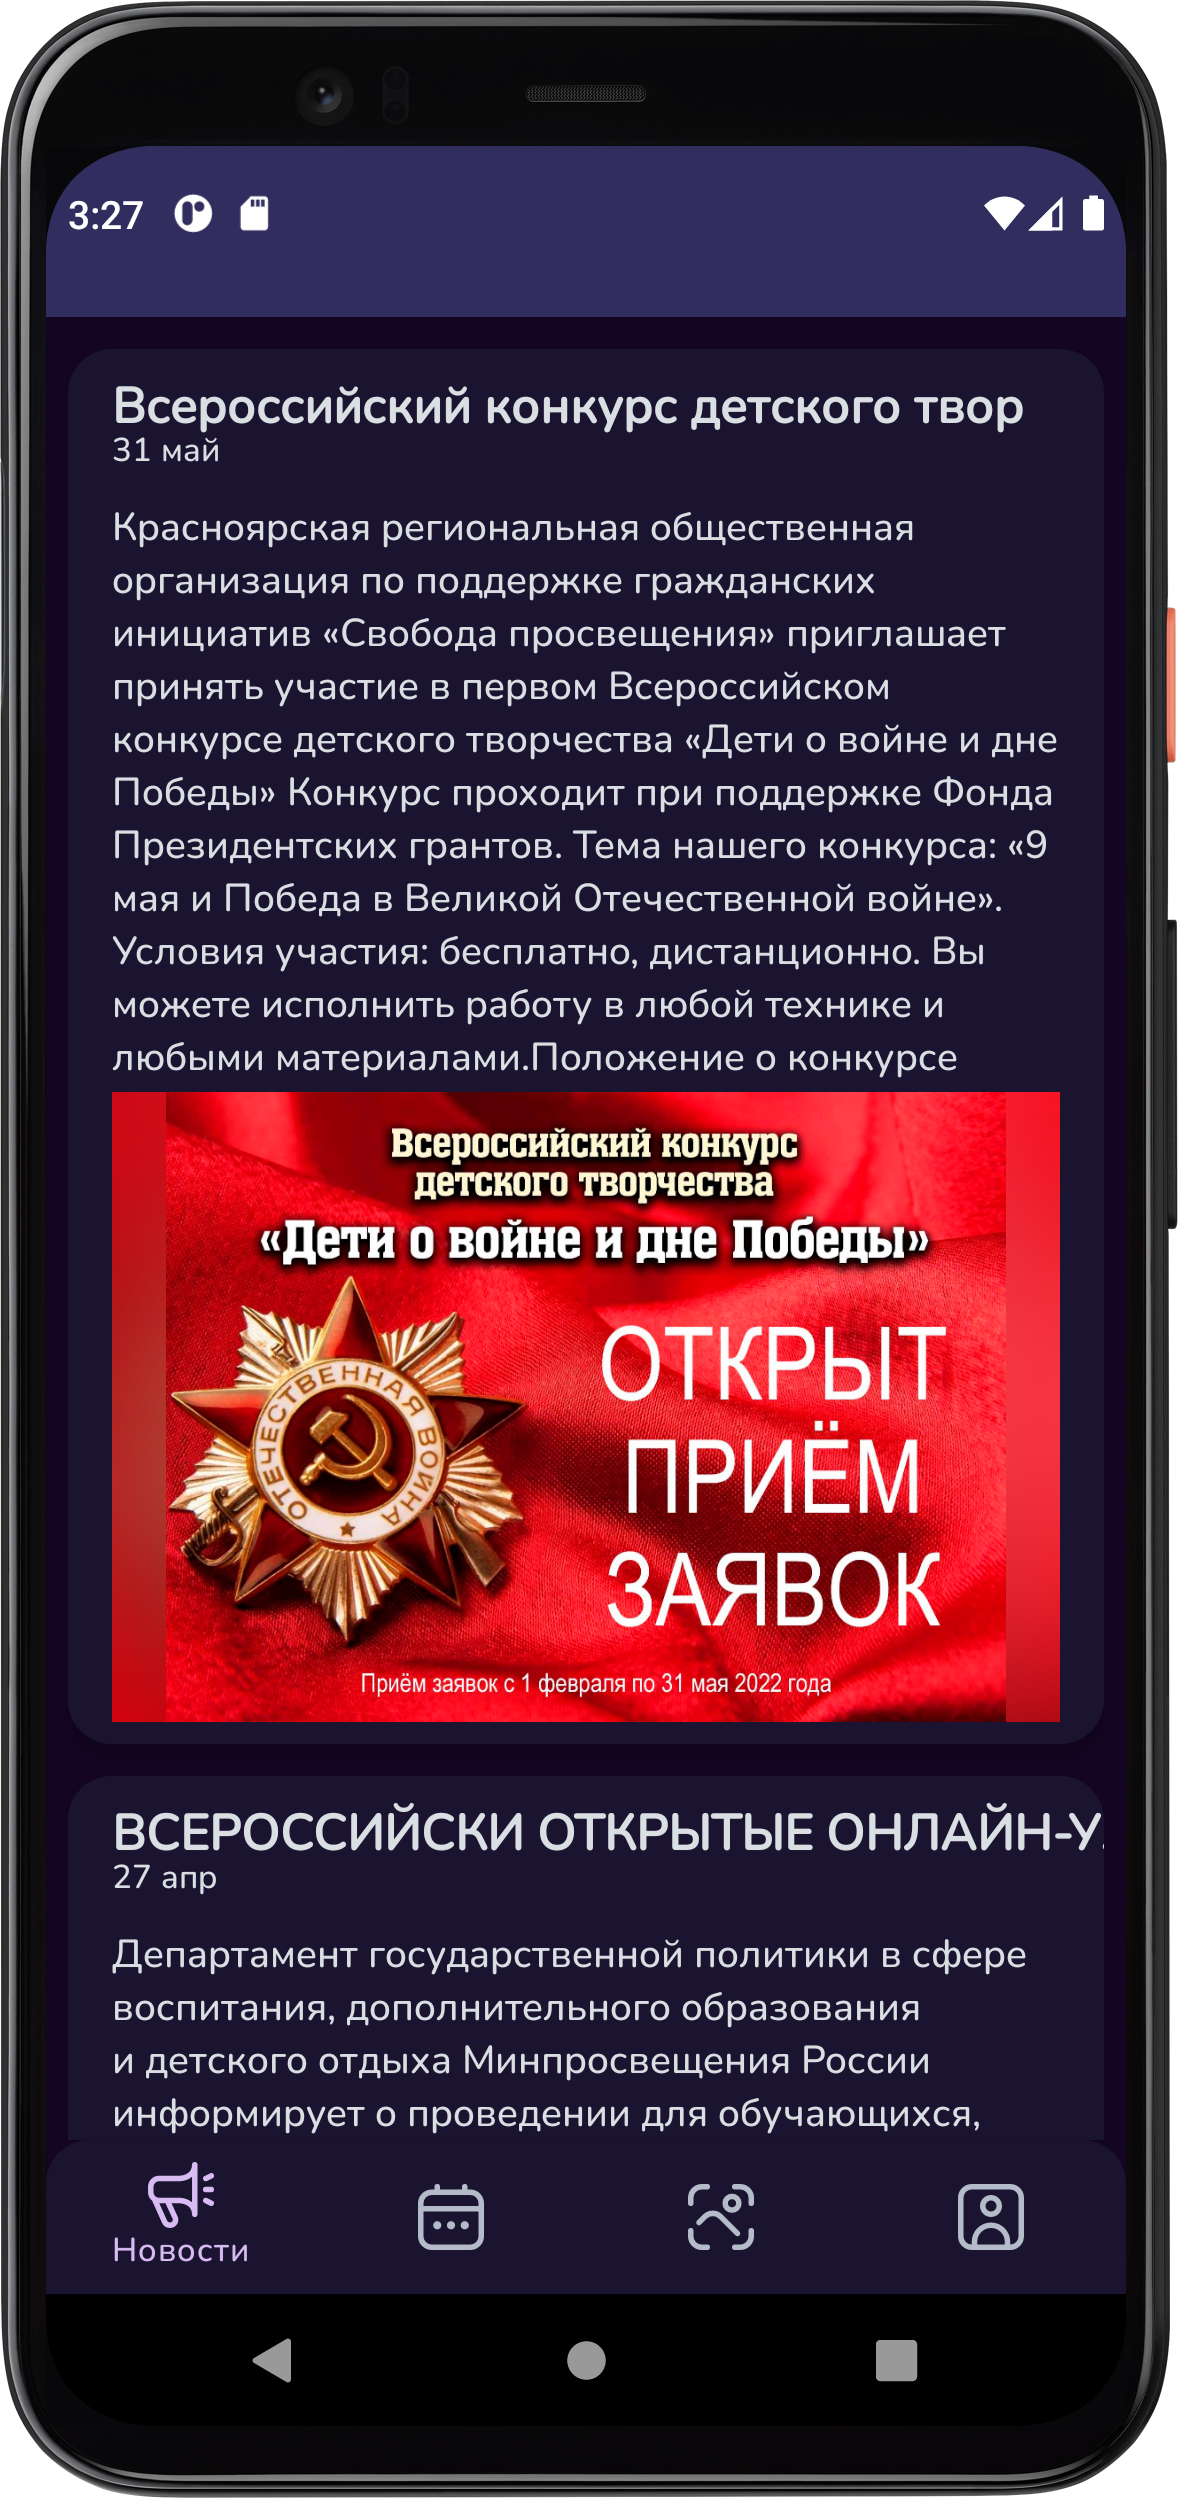 3:27
Всероссийский конкурс детского твор
31 май
Красноярская региональная общественная
организация по поддержке гражданских
инициатив «Свобода просвещения» приглашает
принять участие в первом Всероссийском
конкурсе детского творчества «Дети о войне и дне
Победы» Конкурс проходит при поддержке Фонда
Президентских грантов. Тема нашего конкурса: «9
мая и Победа в Великой Отечественной войне».
Условия участия: бесплатно, дистанционно. Вы
можете исполнить работу в любой технике и
любыми материалами.Положение о конкурсе
Всероссийский конкурс
детского творчества
«Дети о войне и дне Победы»
ОТЕЧЕСТВЕННАЯ ВОЙНА
ОТКРЫТ
ПРИЁМ
ЗАЯВОК
Приём заявок с 1 февраля по 31 мая 2022 года
ВСЕРОССИЙСКИ ОТКРЫТЫЕ ОНЛАЙН-У
27 апр
Департамент государственной политики в сфере
воспитания, дополнительного образования
и детского отдыха Минпросвещения России
информирует о проведении для обучающихся,
Новости